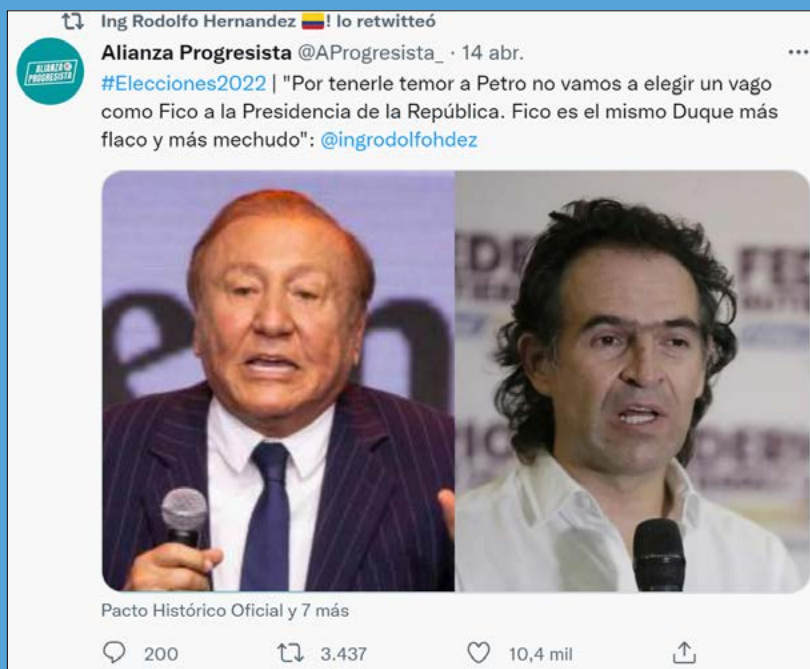 Ing Rodolfo Hernandez 🇨🇴! lo retwitteó
ALIANZA
PROGRESISTA
Alianza Progresista @AProgresista_ · 14 abr.
#Elecciones2022 | "Por tenerle temor a Petro no vamos a elegir un vago
como Fico a la Presidencia de la República. Fico es el mismo Duque más
flaco y más mechudo": @ingrodolfohdez
Pacto Histórico Oficial y 7 más
200 3.437 10,4 mil